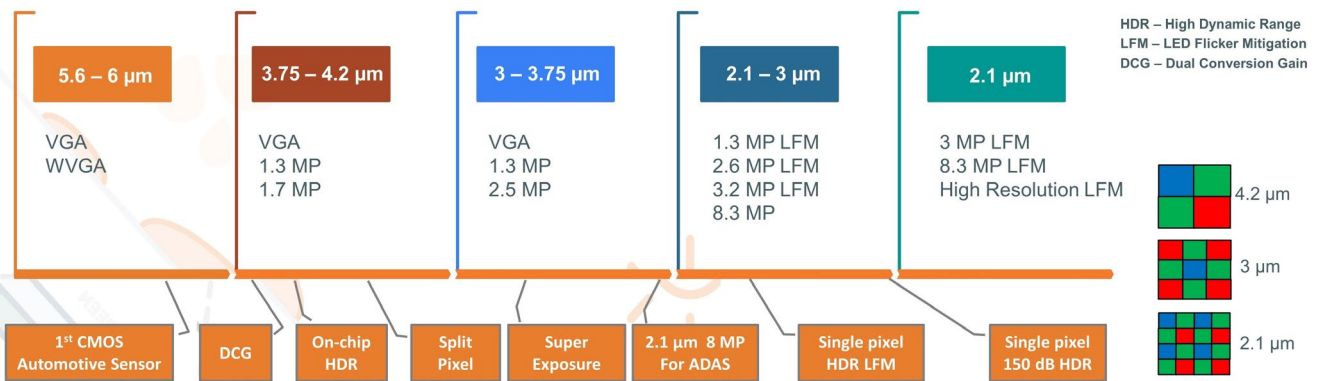 HDR – High Dynamic Range
LFM – LED Flicker Mitigation
DCG – Dual Conversion Gain
5.6 – 6 µm
VGA
WVGA
3.75 – 4.2 µm
VGA
1.3 MP
1.7 MP
3 – 3.75 µm
VGA
1.3 MP
2.5 MP
2.1 – 3 µm
1.3 MP LFM
2.6 MP LFM
3.2 MP LFM
8.3 MP
2.1 µm
3 MP LFM
8.3 MP LFM
High Resolution LFM
4.2 µm
3 µm
2.1 µm
1st CMOS
Automotive Sensor
DCG
On-chip
HDR
Split
Pixel
Super
Exposure
2.1 µm 8 MP
For ADAS
Single pixel
HDR LFM
Single pixel
150 dB HDR